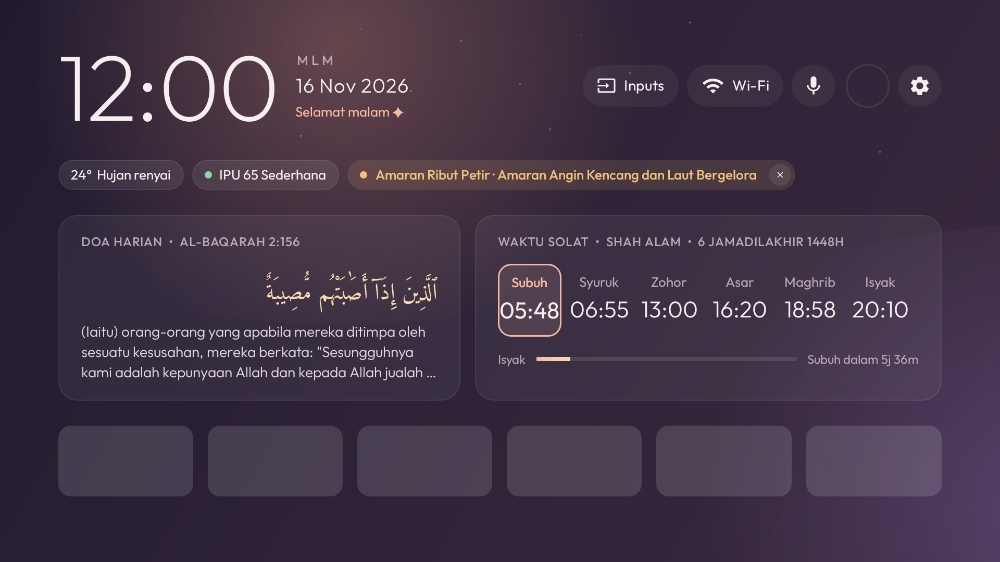 12:00
MLM
16 Nov 2026
Selamat malam
Inputs
Wi-Fi
24° Hujan renyai
IPU 65 Sederhana
Amaran Ribut Petir · Amaran Angin Kencang dan Laut Bergelora
DOA HARIAN • AL-BAQARAH 2:156
ٱلَّذِينَ إِذَآ أَصَٰبَتْهُم مُّصِيبَةٌ
(Iaitu) orang-orang yang apabila mereka ditimpa oleh
sesuatu kesusahan, mereka berkata: "Sesungguhnya
kami adalah kepunyaan Allah dan kepada Allah jualah ...
WAKTU SOLAT • SHAH ALAM • 6 JAMADILAKHIR 1448H
Subuh Syuruk Zohor Asar Maghrib Isyak
05:48 06:55 13:00 16:20 18:58 20:10
Isyak Subuh dalam 5j 36m